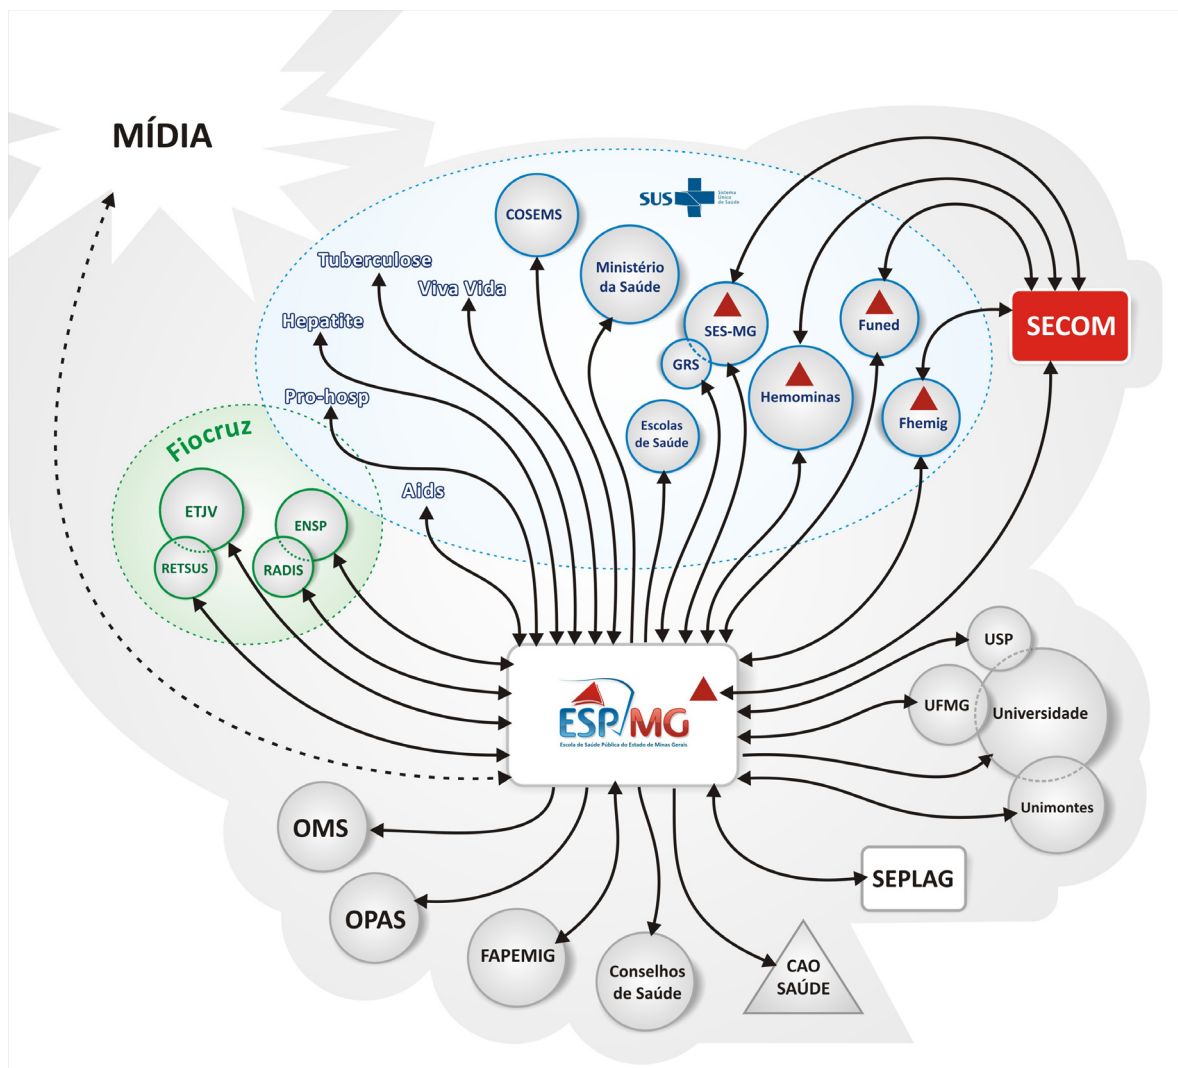 MÍDIA
SUS
Sistema
Único
de Saúde
COSEMS
Tuberculose
Viva Vida
Ministério
da Saúde
Hepatite
SES-MG
Funed
SECOM
GRS
Pro-hosp
Hemominas
Fhemig
Escolas
de Saúde
Fiocruz
Aids
ETJV
ENSP
RETSUS
RADIS
ESP/MG
Escola de Saúde Pública do Estado de Minas Gerais
USP
UFMG
Universidade
Unimontes
OMS
SEPLAG
OPAS
FAPEMIG
Conselhos
de Saúde
CAO
SAÚDE